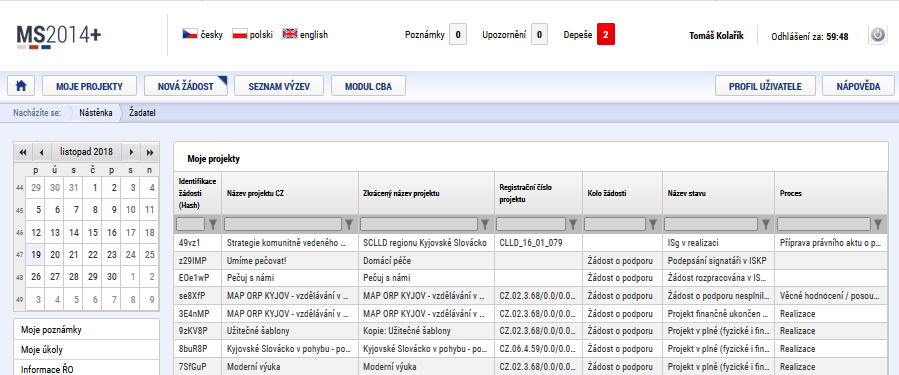 MS2014+
česky polski english
Poznámky 0 Upozornění 0 Depeše 2
Tomáš Kolařík
Odhlášení za: 59:48
MOJE PROJEKTY NOVÁ ŽÁDOST SEZNAM VÝZEV MODUL CBA PROFIL UŽIVATELE NÁPOVĚDA
Nacházíte se: Nástěnka Žadatel
listopad 2018
p ú s č p s n
44 29 30 31 1 2 3 4
45 5 6 7 8 9 10 11
46 12 13 14 15 16 17 18
47 19 20 21 22 23 24 25
48 26 27 28 29 30 1 2
49 3 4 5 6 7 8 9
Moje poznámky
Moje úkoly
Informace ŘO
Moje projekty
Identifikace žádosti (Hash) Název projektu CZ Zkrácený název projektu Registrační číslo projektu Kolo žádosti Název stavu Proces
49vz1 Strategie komunitně vedeného ... SCLLD regionu Kyjovské Slovácko CLLD_16_01_079 ISg v realizaci Příprava právního aktu o p...
z29IMP Umíme pečovat! Domácí péče Žádost o podporu Podepsání signatáři v ISKP
EOe1wP Pečuj s námi Pečuj s námi Žádost o podporu Žádost rozpracována v IS...
se8XfP MAP ORP KYJOV - vzdělávání v ... MAP ORP KYJOV - vzdělávání v ... CZ.02.3.68/0.0/0.0... Žádost o podporu Žádost o podporu nesplnil... Věcné hodnocení / posou...
3E4nMP MAP ORP KYJOV - vzdělávání v ... MAP ORP KYJOV - vzdělávání v ... CZ.02.3.68/0.0/0.0... Žádost o podporu Projekt finančně ukončen ... Realizace
9zKV8P Užitečné šablony Kopie: Užitečné šablony CZ.02.3.68/0.0/0.0... Žádost o podporu Projekt v plné (fyzické i fin... Realizace
8buR8P Kyjovské Slovácko v pohybu - po... Kyjovské Slovácko v pohybu - po... CZ.06.4.59/0.0/0.0... Žádost o podporu Projekt v plné (fyzické i fin... Realizace
7SfGuP Moderní výuka Moderní výuka CZ.02.3.68/0.0/0.0... Žádost o podporu Projekt v plné (fyzické i fin... Realizace